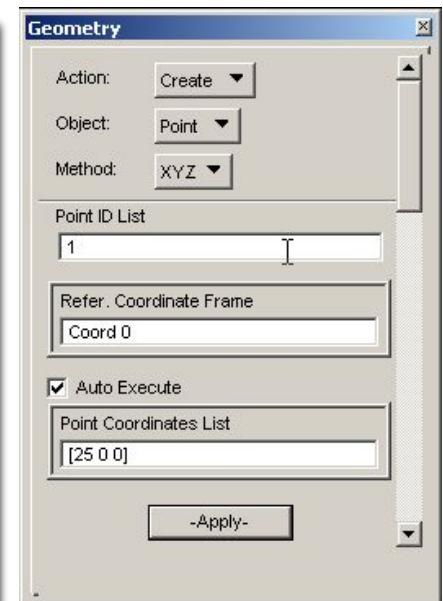 Geometry
Action: Create
Object: Point
Method: XYZ
Point ID List
1
Refer. Coordinate Frame
Coord 0
Auto Execute
Point Coordinates List
[25 0 0]
-Apply-